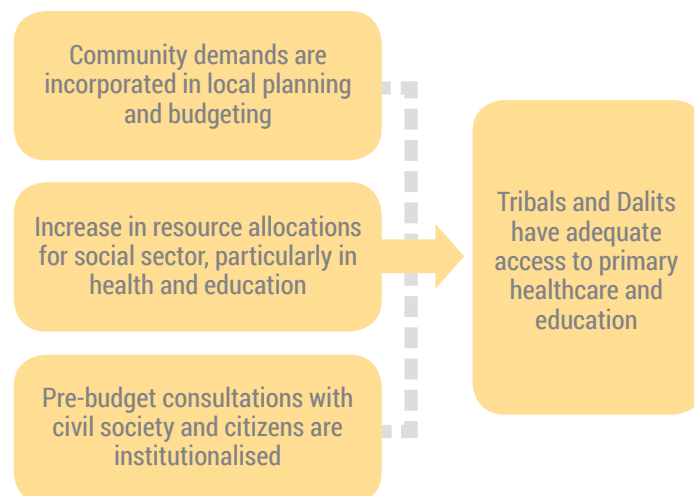 Community demands are
incorporated in local planning
and budgeting
Increase in resource allocations
for social sector, particularly in
health and education
Pre-budget consultations with
civil society and citizens are
institutionalised
Tribals and Dalits
have adequate
access to primary
healthcare and
education